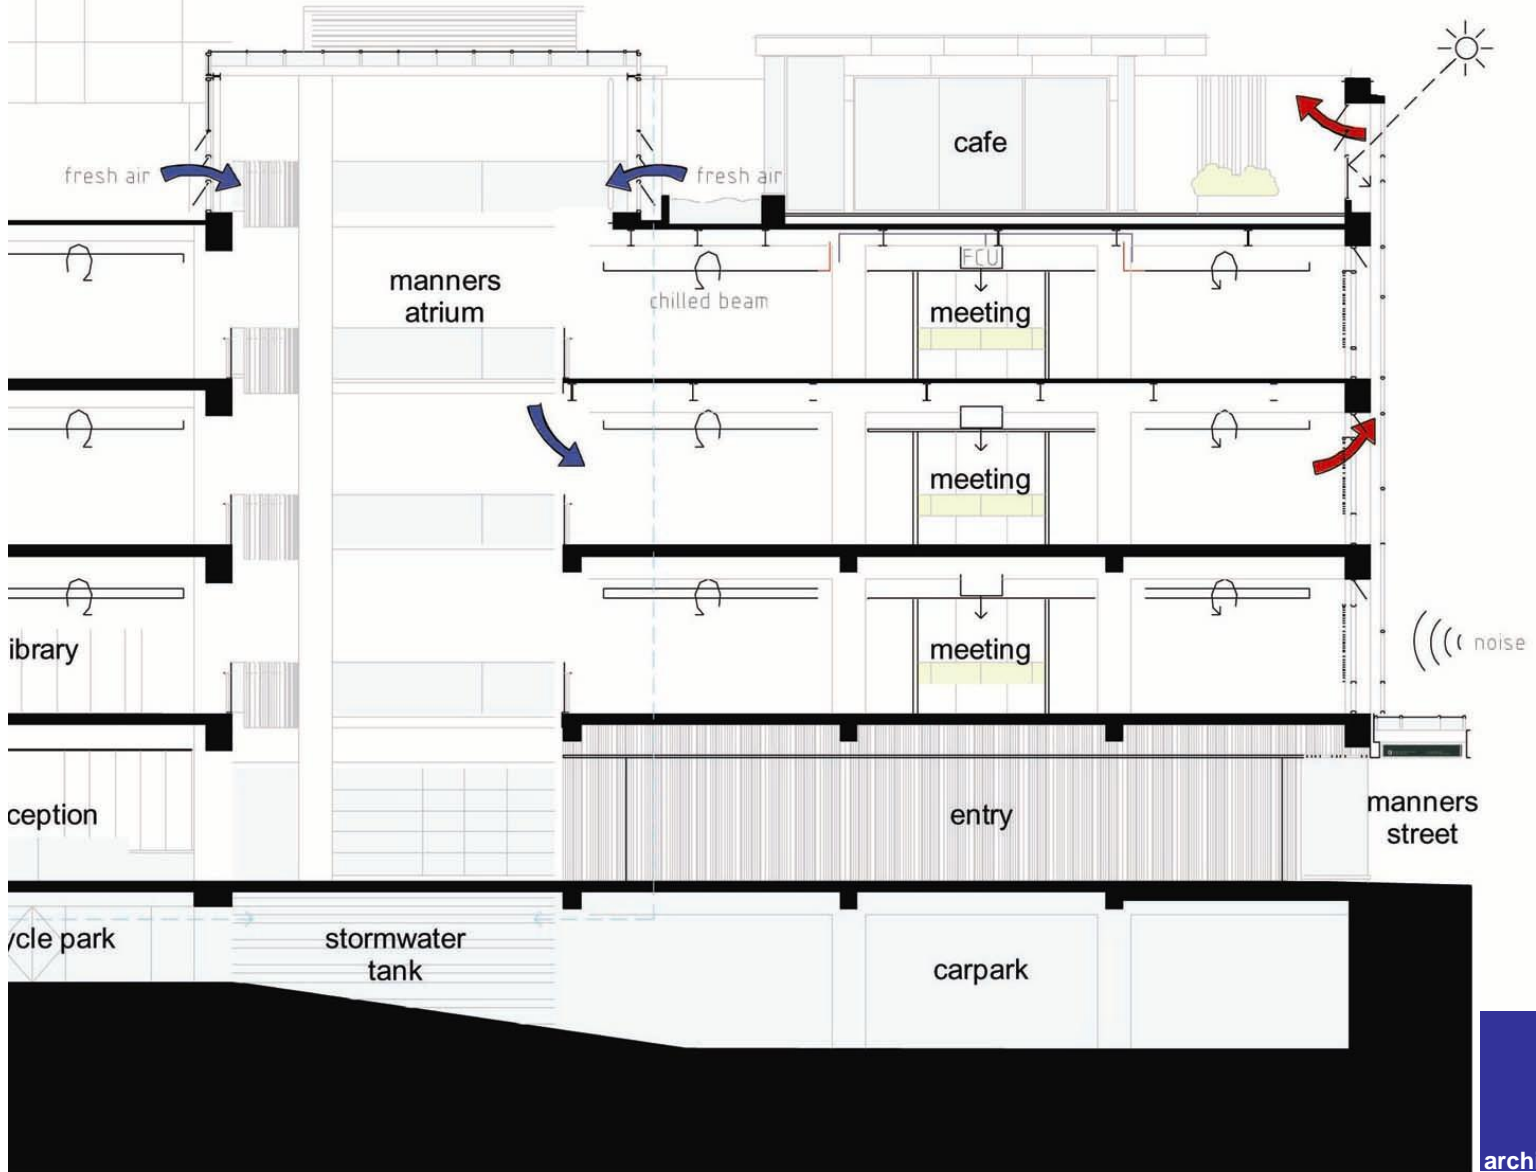 cafe
fresh air
fresh air
manners
atrium
FCU
chilled beam
meeting
meeting
ibrary
meeting
noise
ception
entry
manners
street
ycle park
stormwater
tank
carpark
arch